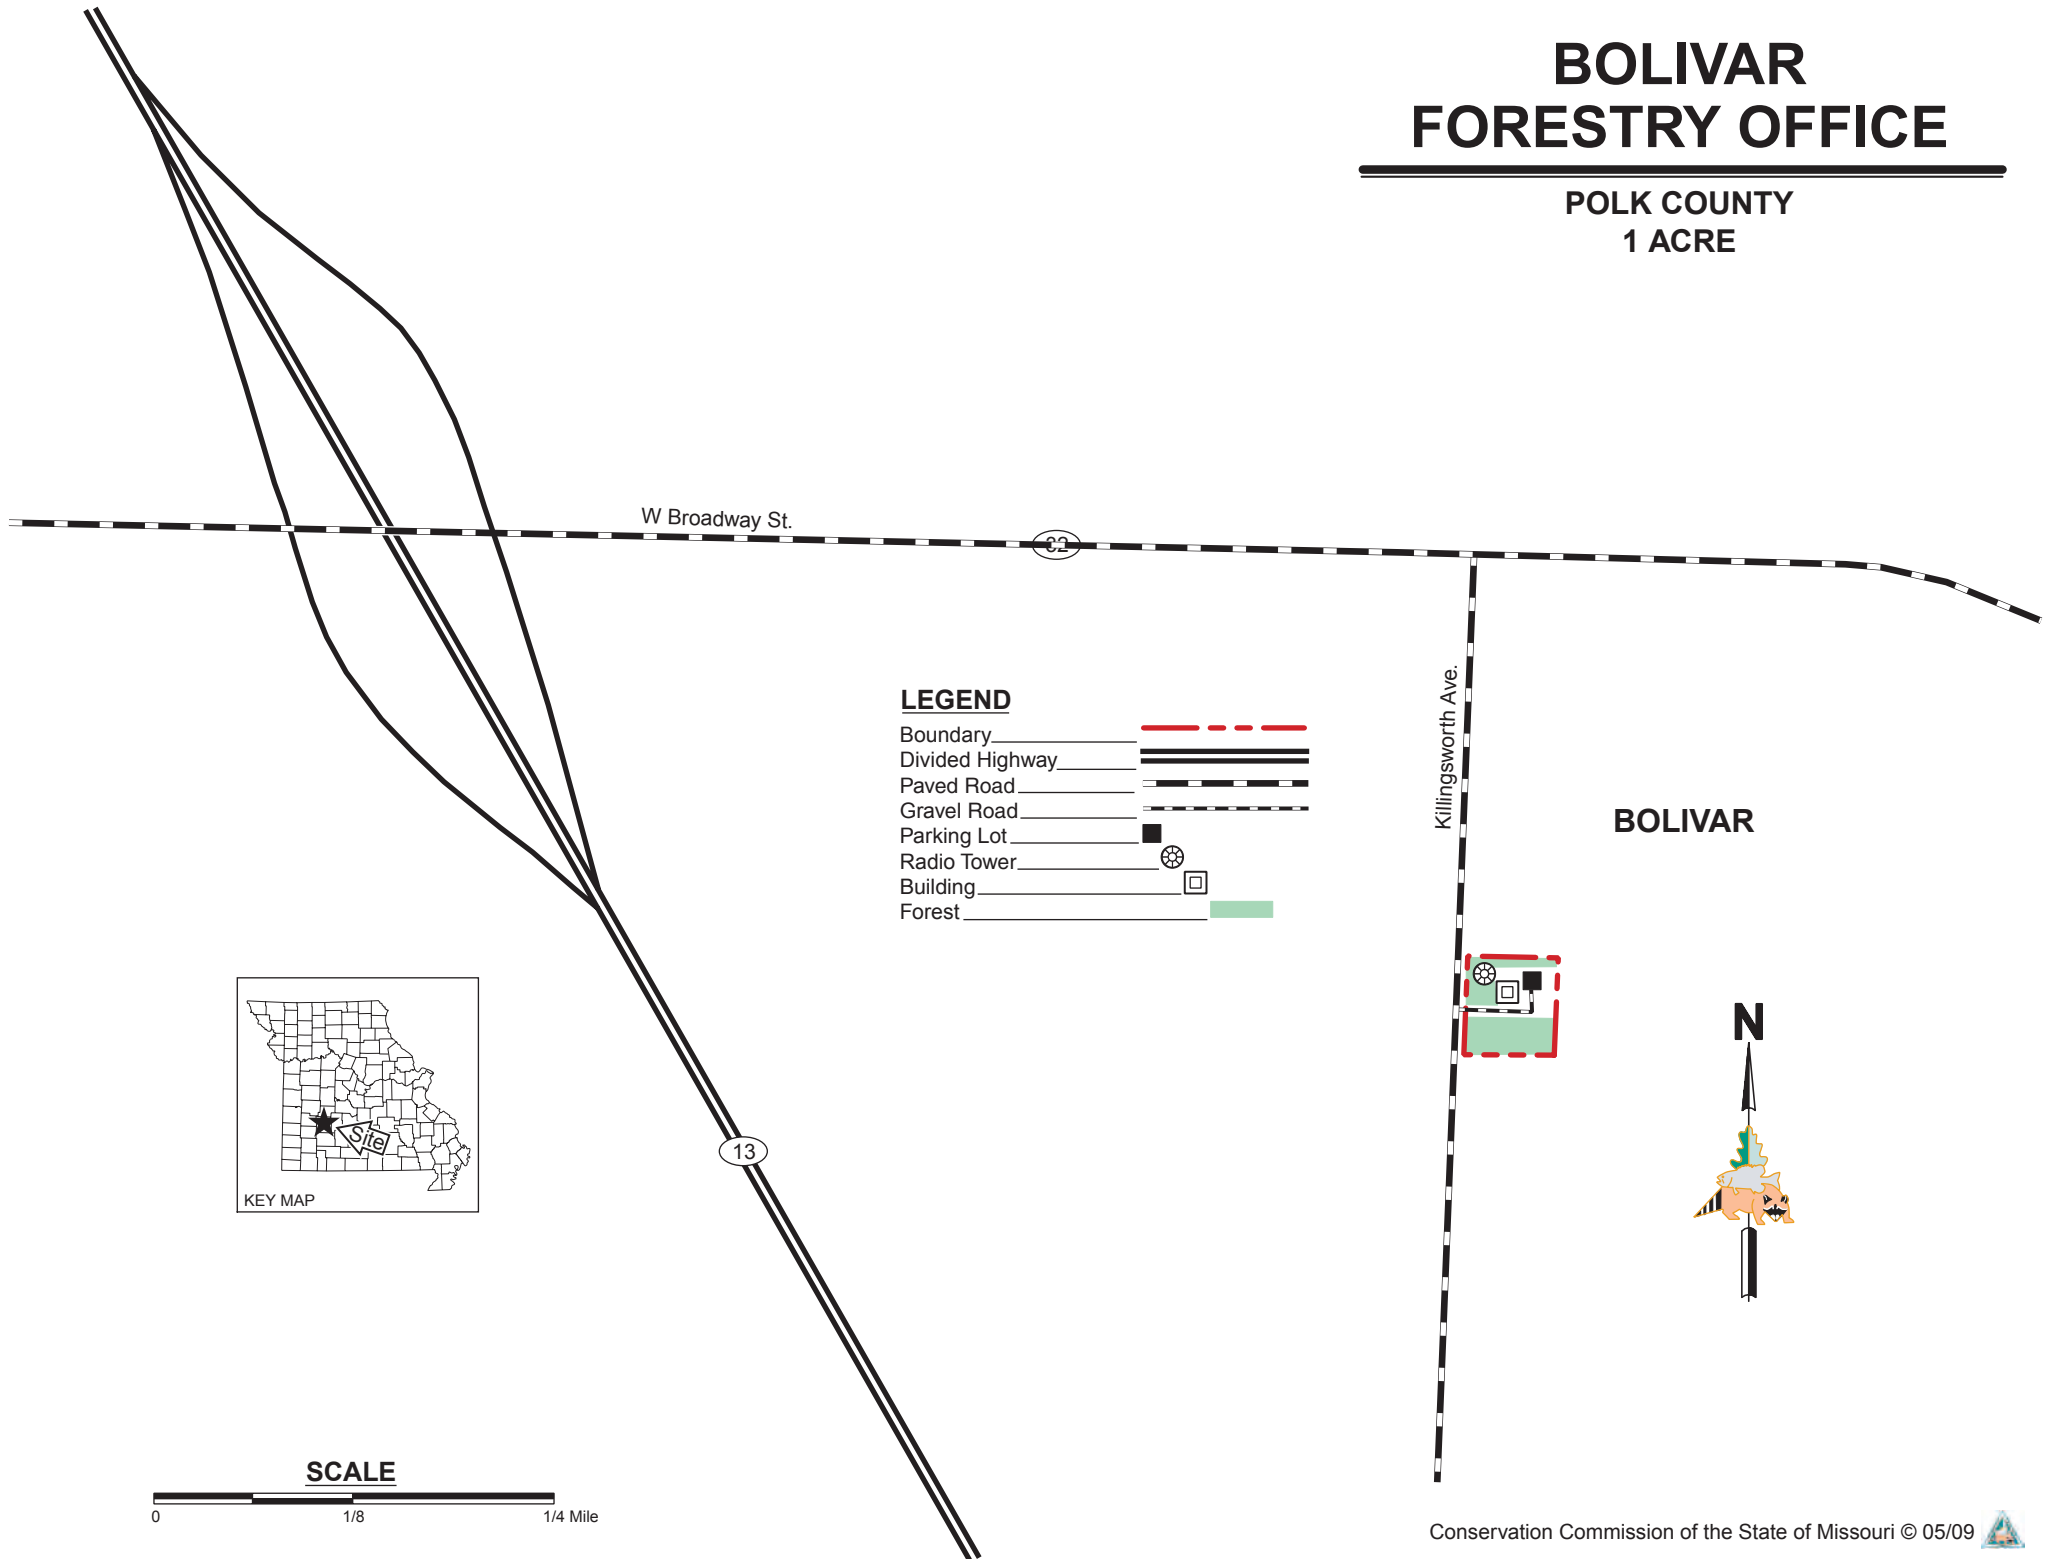 BOLIVAR
FORESTRY OFFICE
POLK COUNTY
1 ACRE
W Broadway St.
32
Killingsworth Ave.
LEGEND
Boundary
Divided Highway
Paved Road
Gravel Road
Parking Lot
Radio Tower
Building
Forest
BOLIVAR
N
Site
KEY MAP
13
SCALE
0 1/8 1/4 Mile
Conservation Commission of the State of Missouri © 05/09